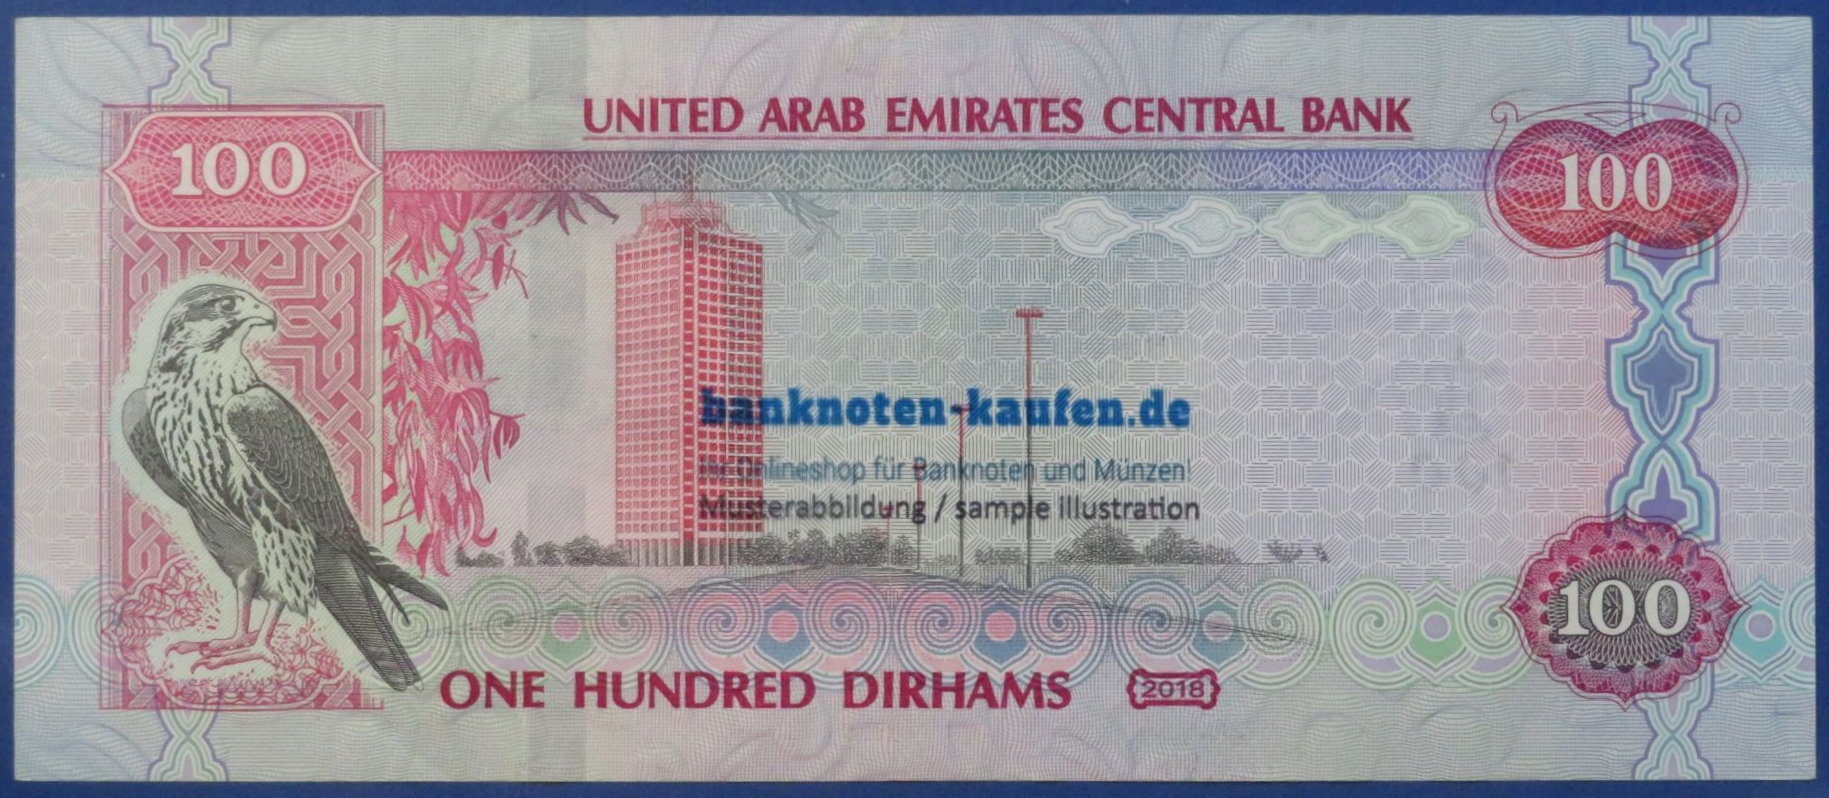 UNITED ARAB EMIRATES CENTRAL BANK
100
100
banknoten-kaufen.de
Ihr Onlineshop für Banknoten und Münzen!
Musterabbildung / sample illustration
100
ONE HUNDRED DIRHAMS 2018